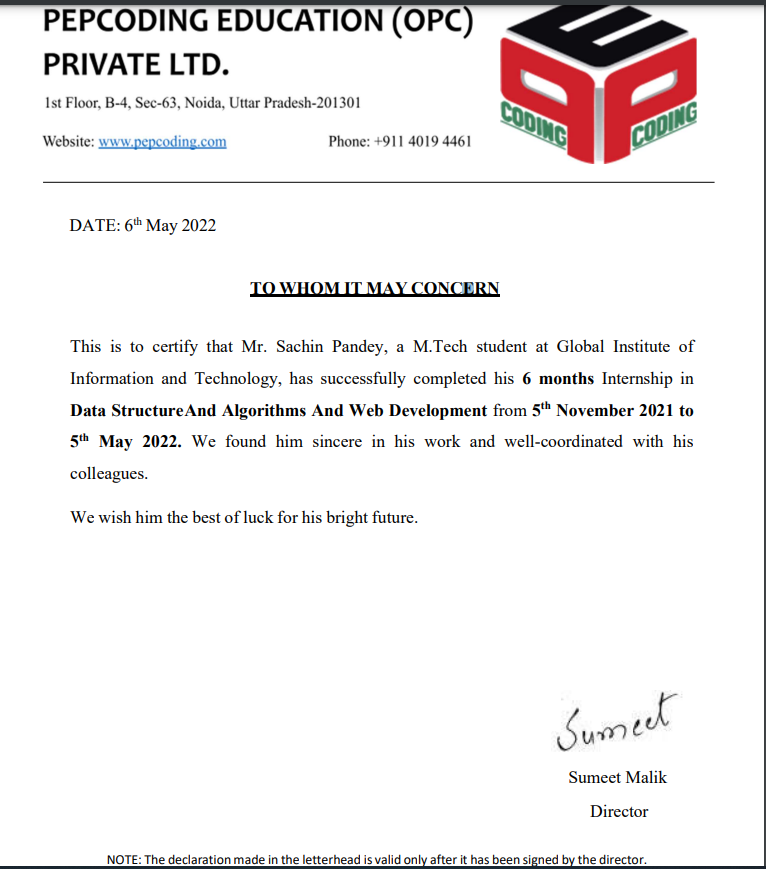 PEPCODING EDUCATION (OPC)
PRIVATE LTD.
1st Floor, B-4, Sec-63, Noida, Uttar Pradesh-201301
Website: www.pepcoding.com Phone: +911 4019 4461
CODING CODING
DATE: 6th May 2022
TO WHOM IT MAY CONCERN
This is to certify that Mr. Sachin Pandey, a M.Tech student at Global Institute of
Information and Technology, has successfully completed his 6 months Internship in
Data StructureAnd Algorithms And Web Development from 5th November 2021 to
5th May 2022. We found him sincere in his work and well-coordinated with his
colleagues.
We wish him the best of luck for his bright future.
Sumeet
Sumeet Malik
Director
NOTE: The declaration made in the letterhead is valid only after it has been signed by the director.